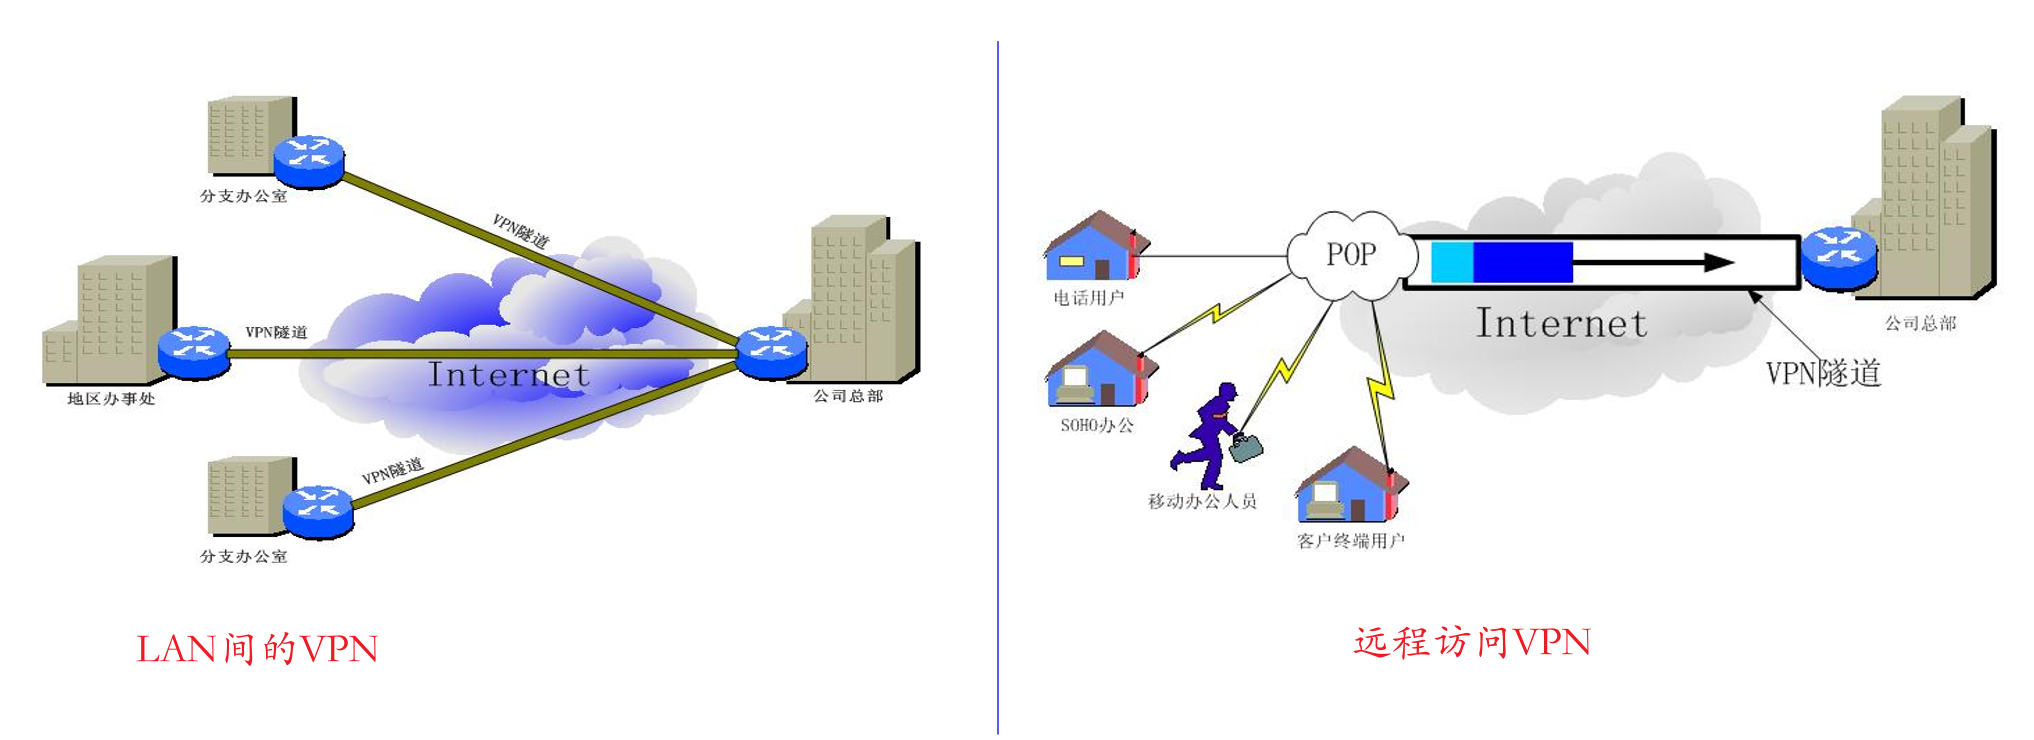 分支办公室
VPN隧道
地区办事处
VPN隧道
Internet
公司总部
VPN隧道
分支办公室
LAN间的VPN
电话用户
POP
Internet
公司总部
VPN隧道
SOHO办公
移动办公人员
客户终端用户
远程访问VPN